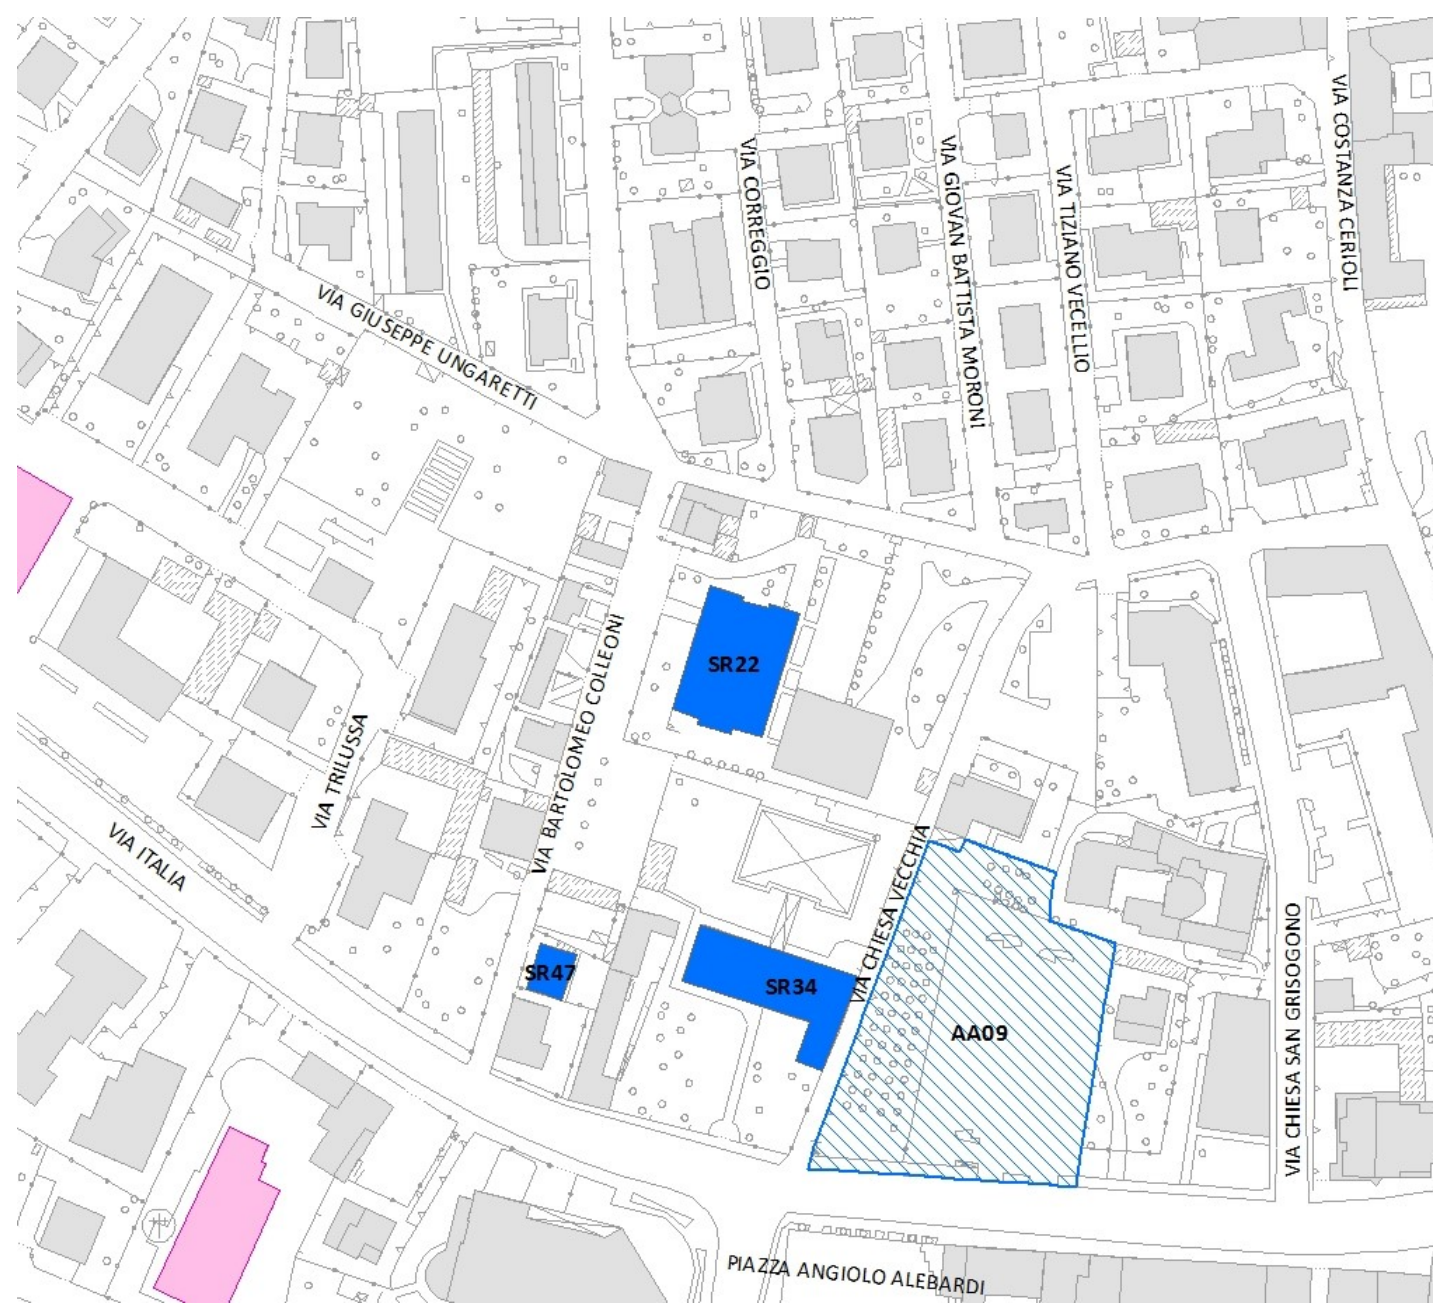 VIA COSTANZA CERIOLI
VIA CORREGGIO
VIA GIOVAN BATTISTA MORONI
VIA TIZIANO VECELLIO
VIA GIUSEPPE UNGARETTI
VIA BARTOLOMEO COLLEONI
SR22
VIA TRILUSSA
VIA ITALIA
VIA CHIESA VECCHIA
SR47
SR34
AA09
VIA CHIESA SAN GRISOGONO
PIAZZA ANGIOLO ALEBARDI